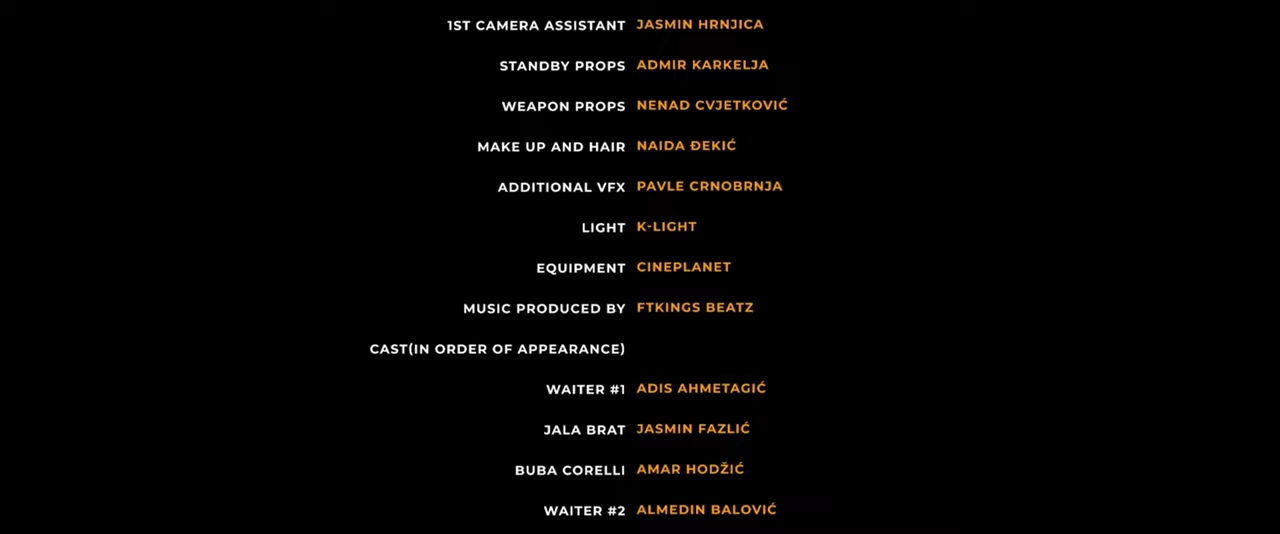 1ST CAMERA ASSISTANT JASMIN HRNJICA
STANDBY PROPS ADMIR KARKELJA
WEAPON PROPS NENAD CVJETKOVIĆ
MAKE UP AND HAIR NAIDA ĐEKIĆ
ADDITIONAL VFX PAVLE CRNOBRNJA
LIGHT K-LIGHT
EQUIPMENT CINEPLANET
MUSIC PRODUCED BY FTKINGS BEATZ
CAST(IN ORDER OF APPEARANCE)
WAITER #1 ADIS AHMETAGIĆ
JALA BRAT JASMIN FAZLIĆ
BUBA CORELLI AMAR HODŽIĆ
WAITER #2 ALMEDIN BALOVIĆ